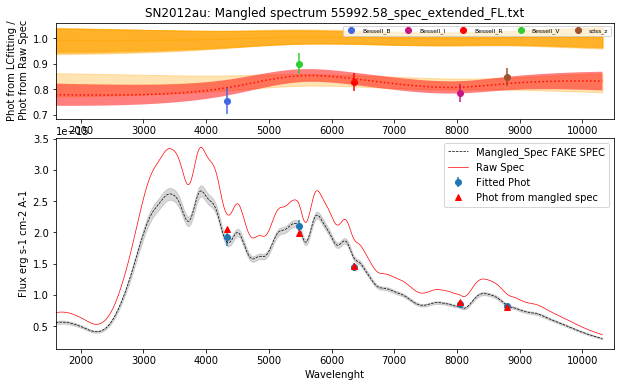 SN2012au: Mangled spectrum 55992.58_spec_extended_FL.txt
Phot from LCfitting /
Phot from Raw Spec
1.0
0.9
0.8
0.7
Bessell_B
Bessell_I
Bessell_R
Bessell_V
sdss_z
2000 3000 4000 5000 6000 7000 8000 9000 10000
1e−15
Flux erg s-1 cm-2 A-1
3.5
3.0
2.5
2.0
1.5
1.0
0.5
Mangled_Spec FAKE SPEC
Raw Spec
Fitted Phot
Phot from mangled spec
2000 3000 4000 5000 6000 7000 8000 9000 10000
Wavelenght